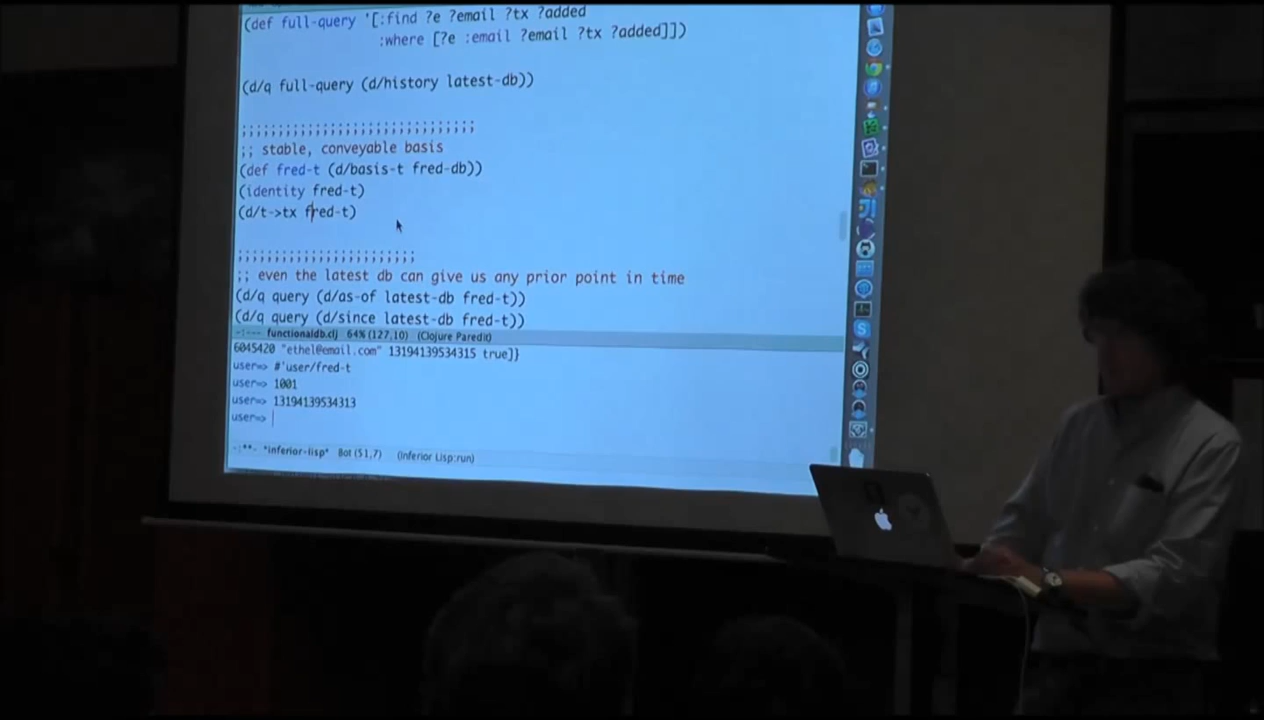 (def full-query '[:find ?e ?email ?tx ?added
:where [?e :email ?email ?tx ?added]])
(d/q full-query (d/history latest-db))
;;;;;;;;;;;;;;;;;;;;;;;;;;;;;
;; stable, conveyable basis
(def fred-t (d/basis-t fred-db))
(identity fred-t)
(d/t->tx fred-t)
;;;;;;;;;;;;;;;;;;;;;;;;
;; even the latest db can give us any prior point in time
(d/q query (d/as-of latest-db fred-t))
(d/q query (d/since latest-db fred-t))
-:--- functionaldb.clj 64% (127,10) (Clojure Paredit)
6045420 "ethel@email.com" 13194139534315 true]}
user=> #'user/fred-t
user=> 1001
user=> 13194139534313
user=>
-:**- *inferior-lisp* Bot (51,7) (Inferior Lisp:run)